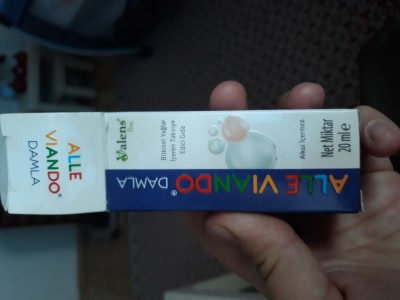 ALLE
VIANDO®
DAMLA
Valens
Bitkisel Yağlar
İçeren Takviye
Edici Gıda
Alkol İçermez.
Net Miktar
20 ml e
ALLE VIANDO® DAMLA